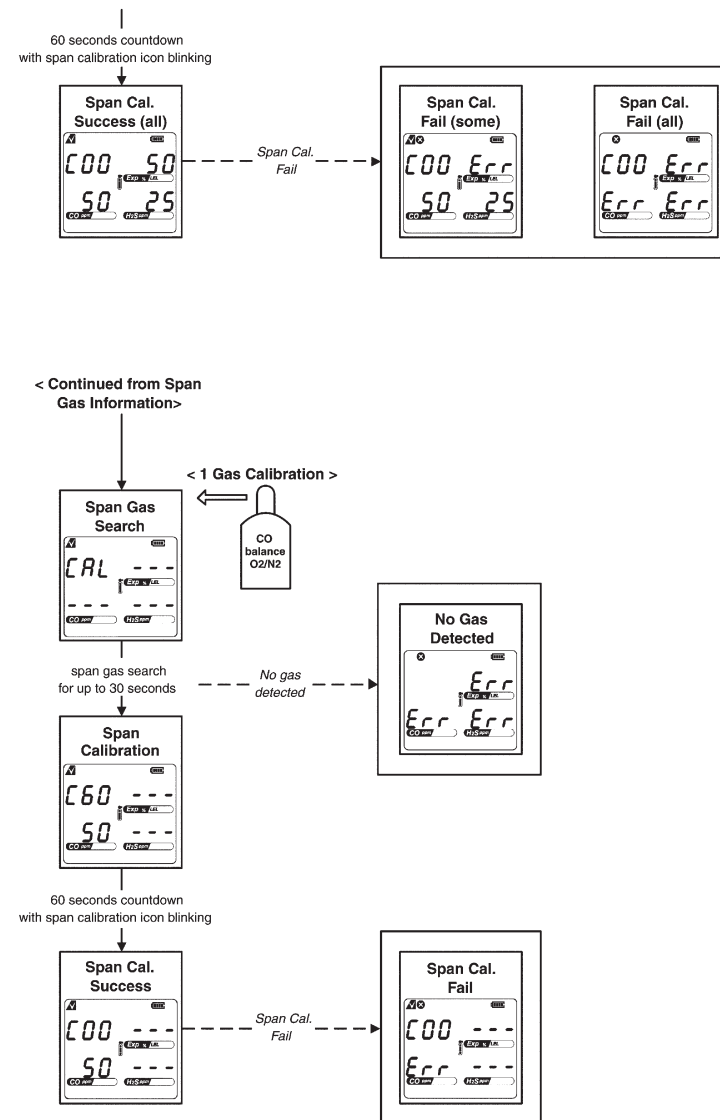 60 seconds countdown
with span calibration icon blinking
Span Cal.
Success (all)
C00 50
Exp % LEL
50 25
CO ppm H2S ppm
Span Cal.
Fail
Span Cal.
Fail (some)
C00 Err
Exp % LEL
50 25
CO ppm H2S ppm
Span Cal.
Fail (all)
C00 Err
Exp % LEL
Err Err
CO ppm H2S ppm
< Continued from Span
Gas Information>
< 1 Gas Calibration >
CO
balance
O2/N2
Span Gas
Search
CAL - - -
Exp % LEL
- - - - - -
CO ppm H2S ppm
span gas search
for up to 30 seconds
No gas
detected
No Gas
Detected
Err
Exp % LEL
Err Err
CO ppm H2S ppm
Span
Calibration
C60 - - -
Exp % LEL
50 - - -
CO ppm H2S ppm
60 seconds countdown
with span calibration icon blinking
Span Cal.
Success
C00 - - -
Exp % LEL
50 - - -
CO ppm H2S ppm
Span Cal.
Fail
Span Cal.
Fail
C00 - - -
Exp % LEL
Err - - -
CO ppm H2S ppm